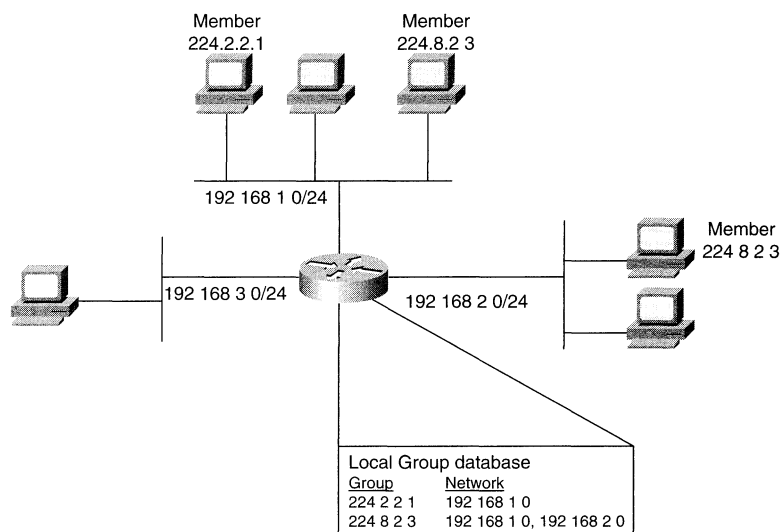 Member
224.2.2.1
Member
224.8.2 3
192 168 1 0/24
Member
224 8 2 3
192 168 3 0/24
192 168 2 0/24
Local Group database
Group Network
224 2 2 1 192 168 1 0
224 8 2 3 192 168 1 0, 192 168 2 0